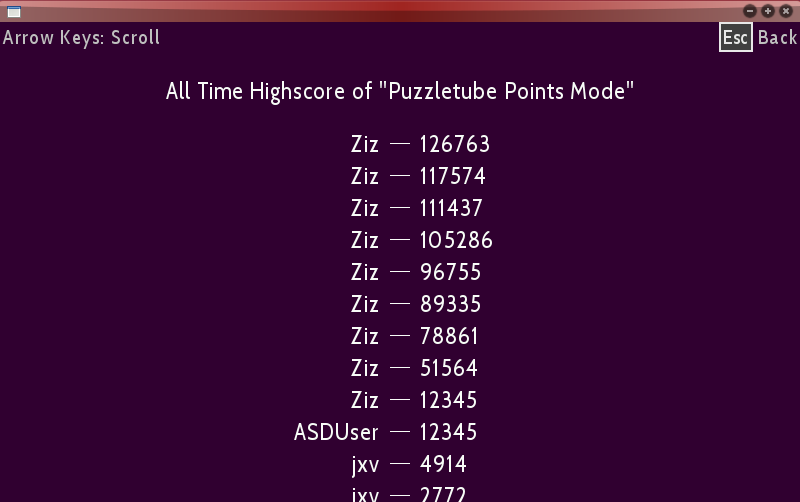 Arrow Keys: Scroll
Esc Back
All Time Highscore of "Puzzletube Points Mode"
Ziz — 126763
Ziz — 117574
Ziz — 111437
Ziz — 105286
Ziz — 96755
Ziz — 89335
Ziz — 78861
Ziz — 51564
Ziz — 12345
ASDUser — 12345
jxv — 4914
jxv — 2772